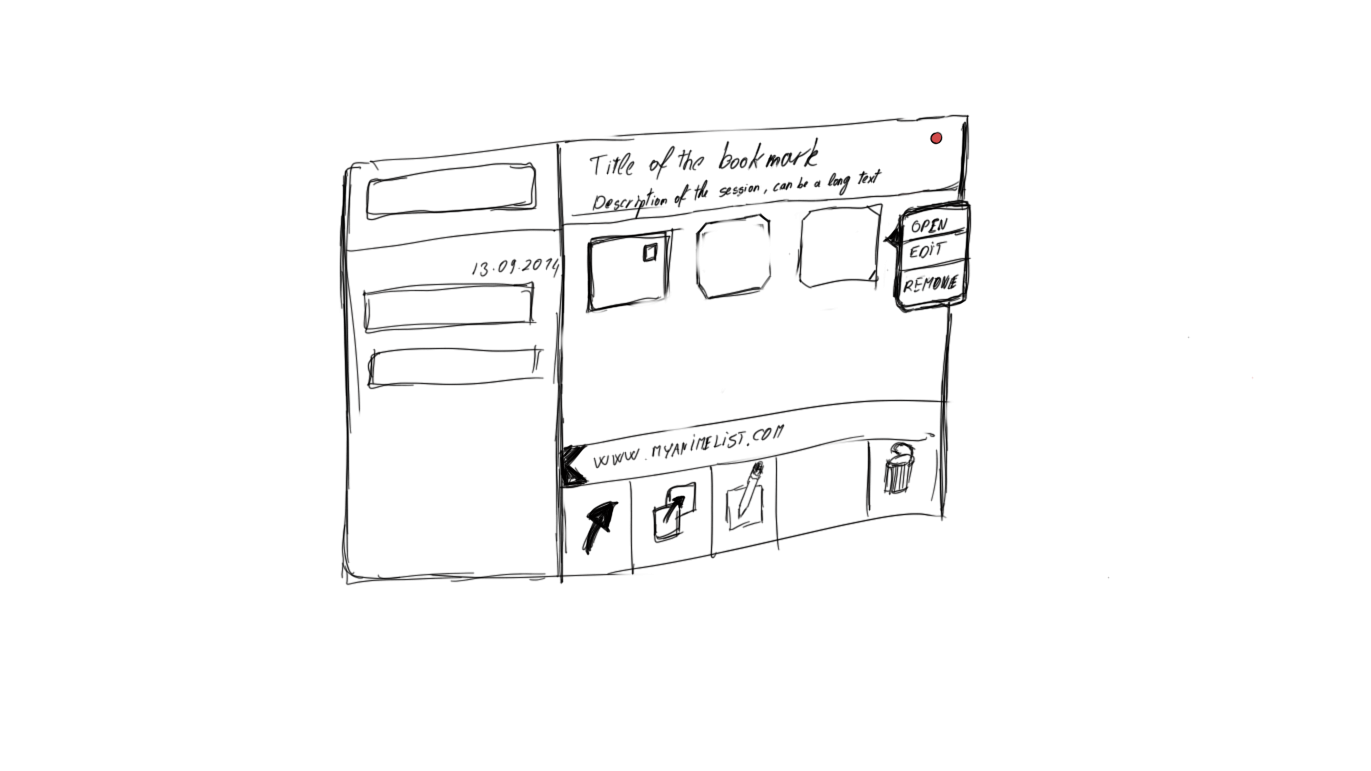 Title of the bookmark
Description of the session, can be a long text
13.09.2014
OPEN
EDIT
REMOVE
WWW.MYANIMELIST.COM